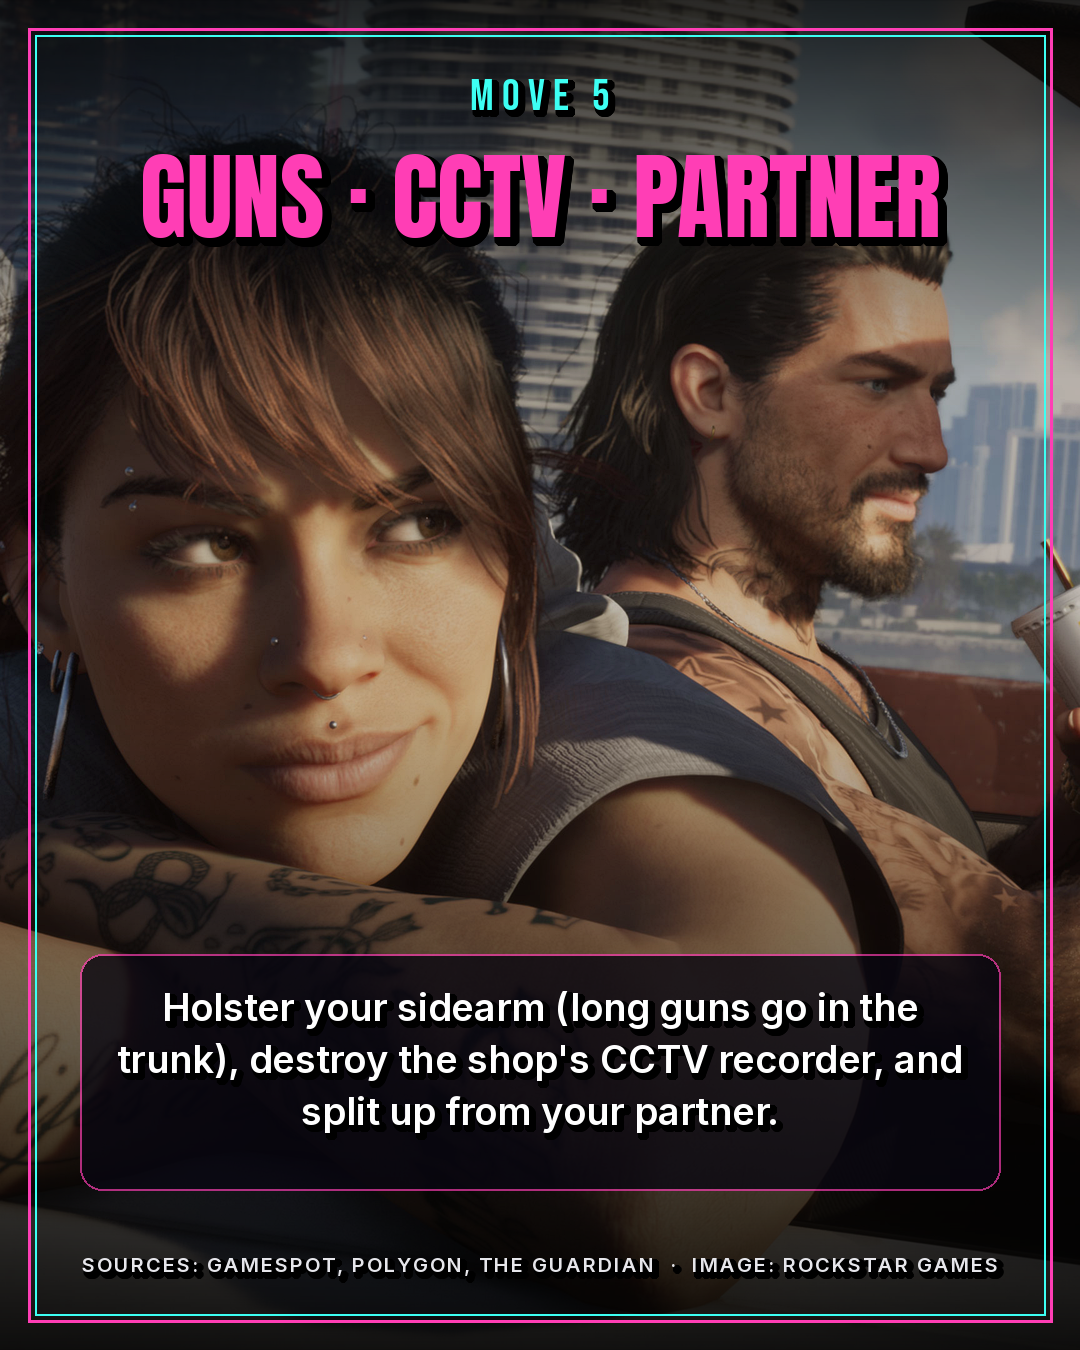 MOVE 5
GUNS · CCTV · PARTNER
Holster your sidearm (long guns go in the
trunk), destroy the shop's CCTV recorder, and
split up from your partner.
SOURCES: GAMESPOT, POLYGON, THE GUARDIAN · IMAGE: ROCKSTAR GAMES